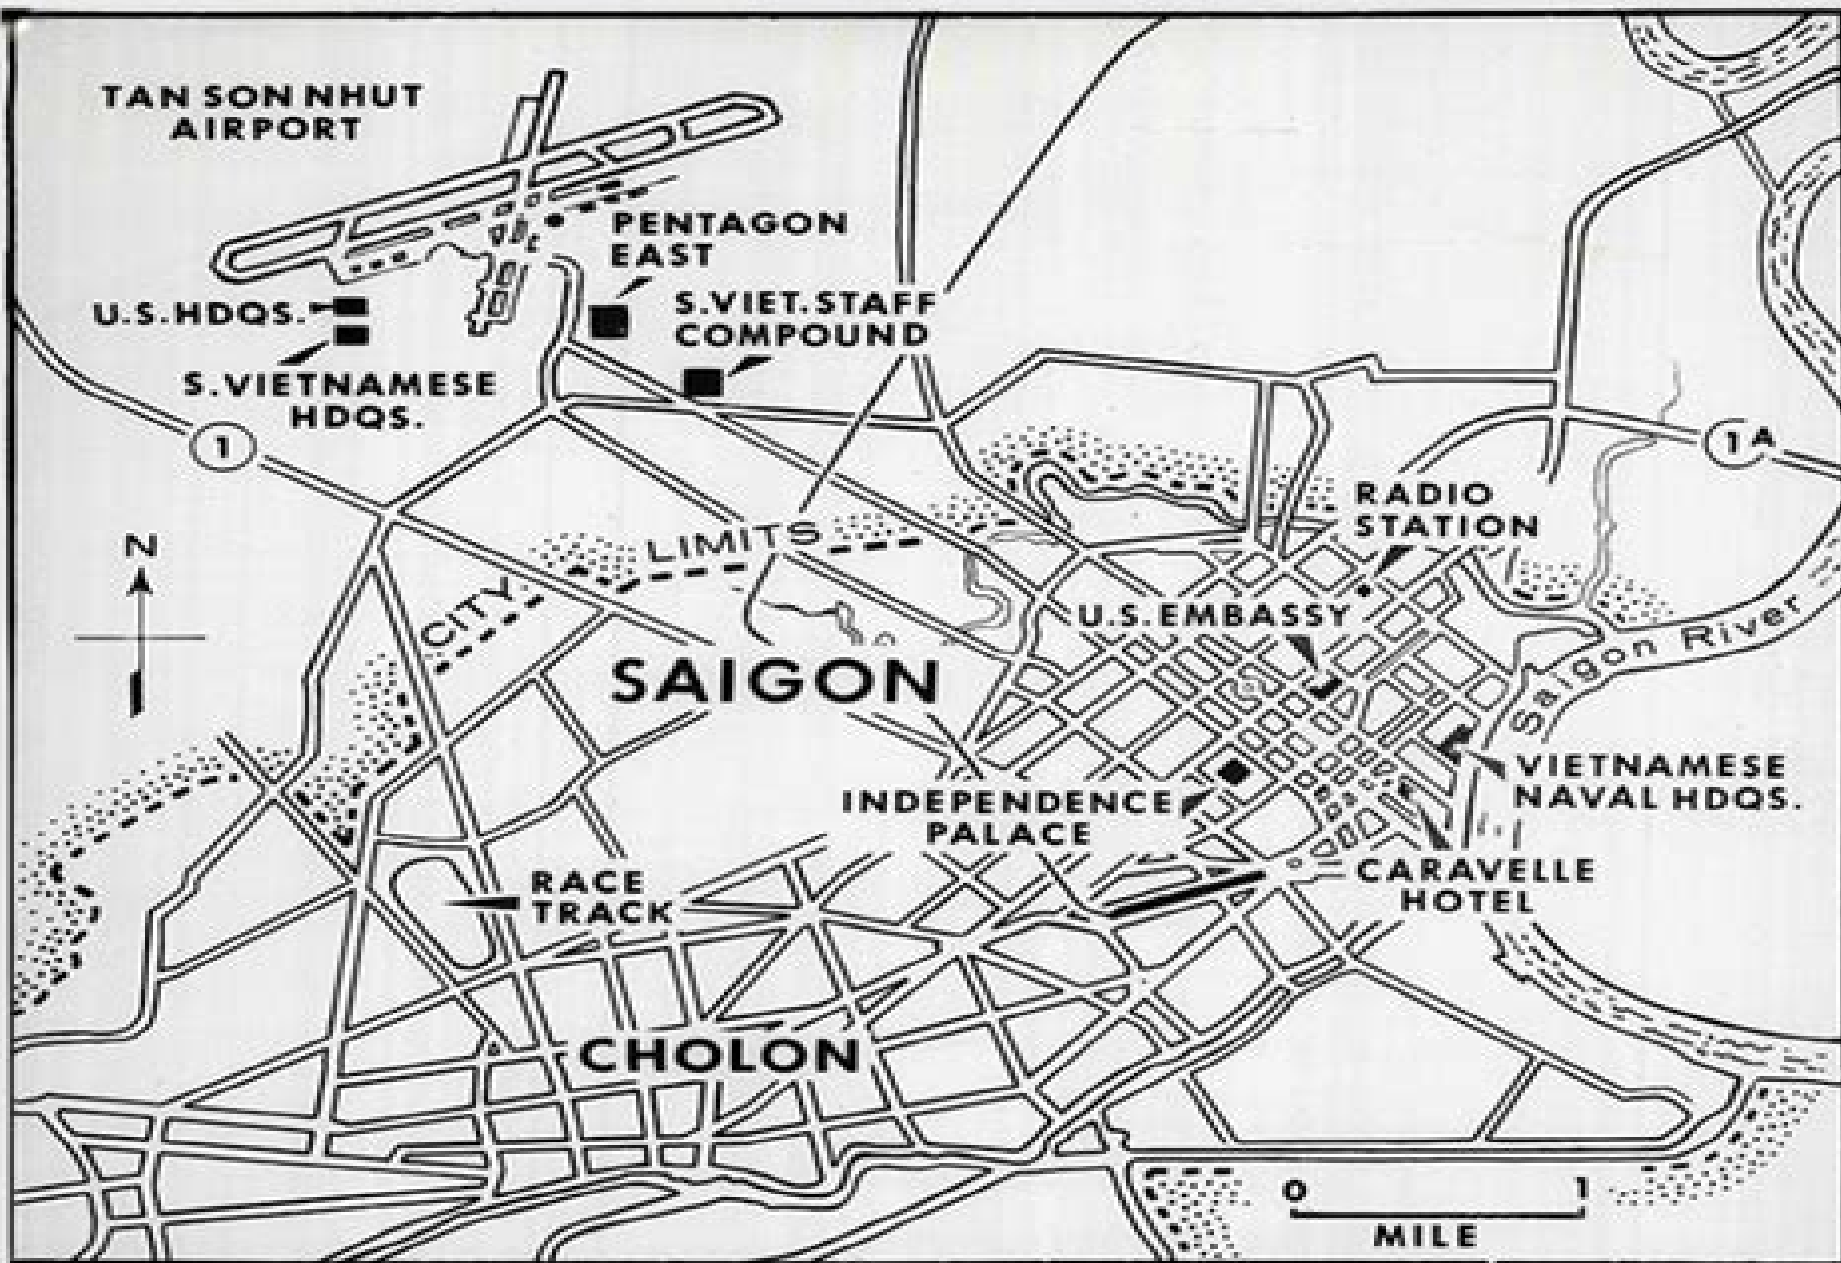 TAN SON NHUT
AIRPORT
PENTAGON
EAST
U.S.HDQS.
S.VIET.STAFF
COMPOUND
S.VIETNAMESE
HDQS.
1
1A
RADIO
STATION
N
CITY LIMITS
U.S.EMBASSY
Saigon River
SAIGON
VIETNAMESE
NAVAL HDQS.
INDEPENDENCE
PALACE
CARAVELLE
HOTEL
RACE
TRACK
CHOLON
0 1
MILE